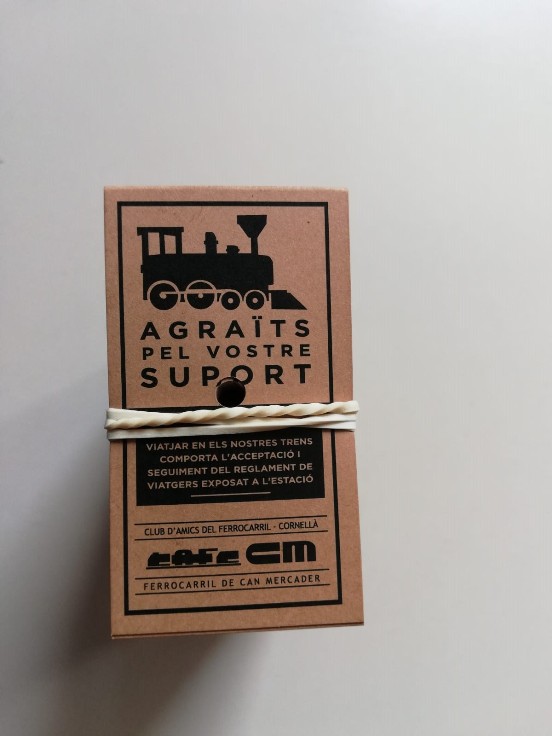 AGRAÏTS
PEL VOSTRE
SUPORT
VIATJAR EN ELS NOSTRES TRENS
COMPORTA L'ACCEPTACIÓ I
SEGUIMENT DEL REGLAMENT DE
VIATGERS EXPOSAT A L'ESTACIÓ
CLUB D'AMICS DEL FERROCARRIL - CORNELLÀ
CAFC CM
FERROCARRIL DE CAN MERCADER